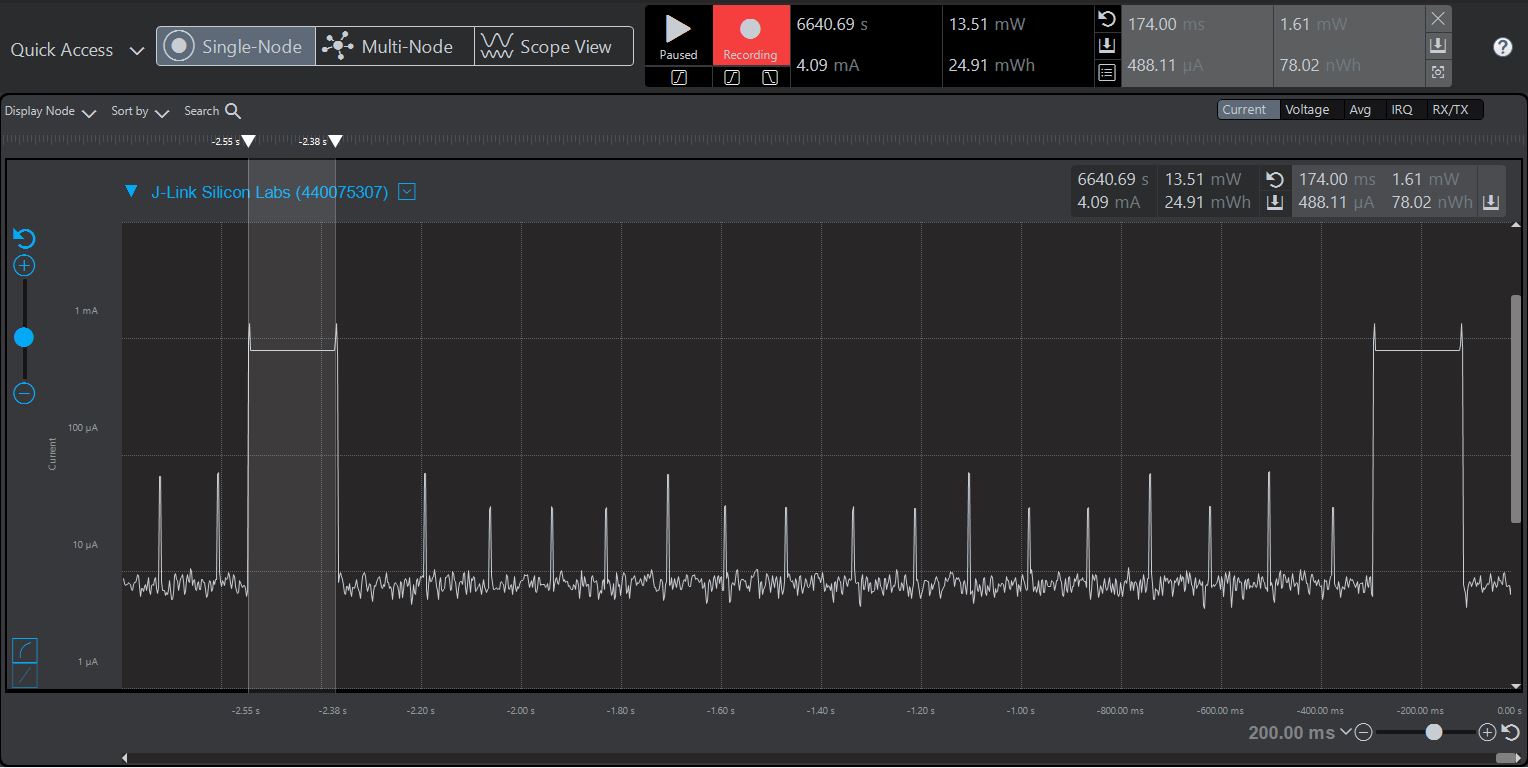 Quick Access
Single-Node
Multi-Node
Scope View
Paused
Recording
6640.69 s
13.51 mW
4.09 mA
24.91 mWh
174.00 ms
1.61 mW
488.11 µA
78.02 nWh
Display Node
Sort by
Search
Current
Voltage
Avg
IRQ
RX/TX
-2.55 s
-2.38 s
J-Link Silicon Labs (440075307)
6640.69 s
13.51 mW
4.09 mA
24.91 mWh
174.00 ms
1.61 mW
488.11 µA
78.02 nWh
1 mA
100 µA
Current
10 µA
1 µA
-2.55 s
-2.38 s
-2.20 s
-2.00 s
-1.80 s
-1.60 s
-1.40 s
-1.20 s
-1.00 s
-800.00 ms
-600.00 ms
-400.00 ms
-200.00 ms
0.00 s
200.00 ms